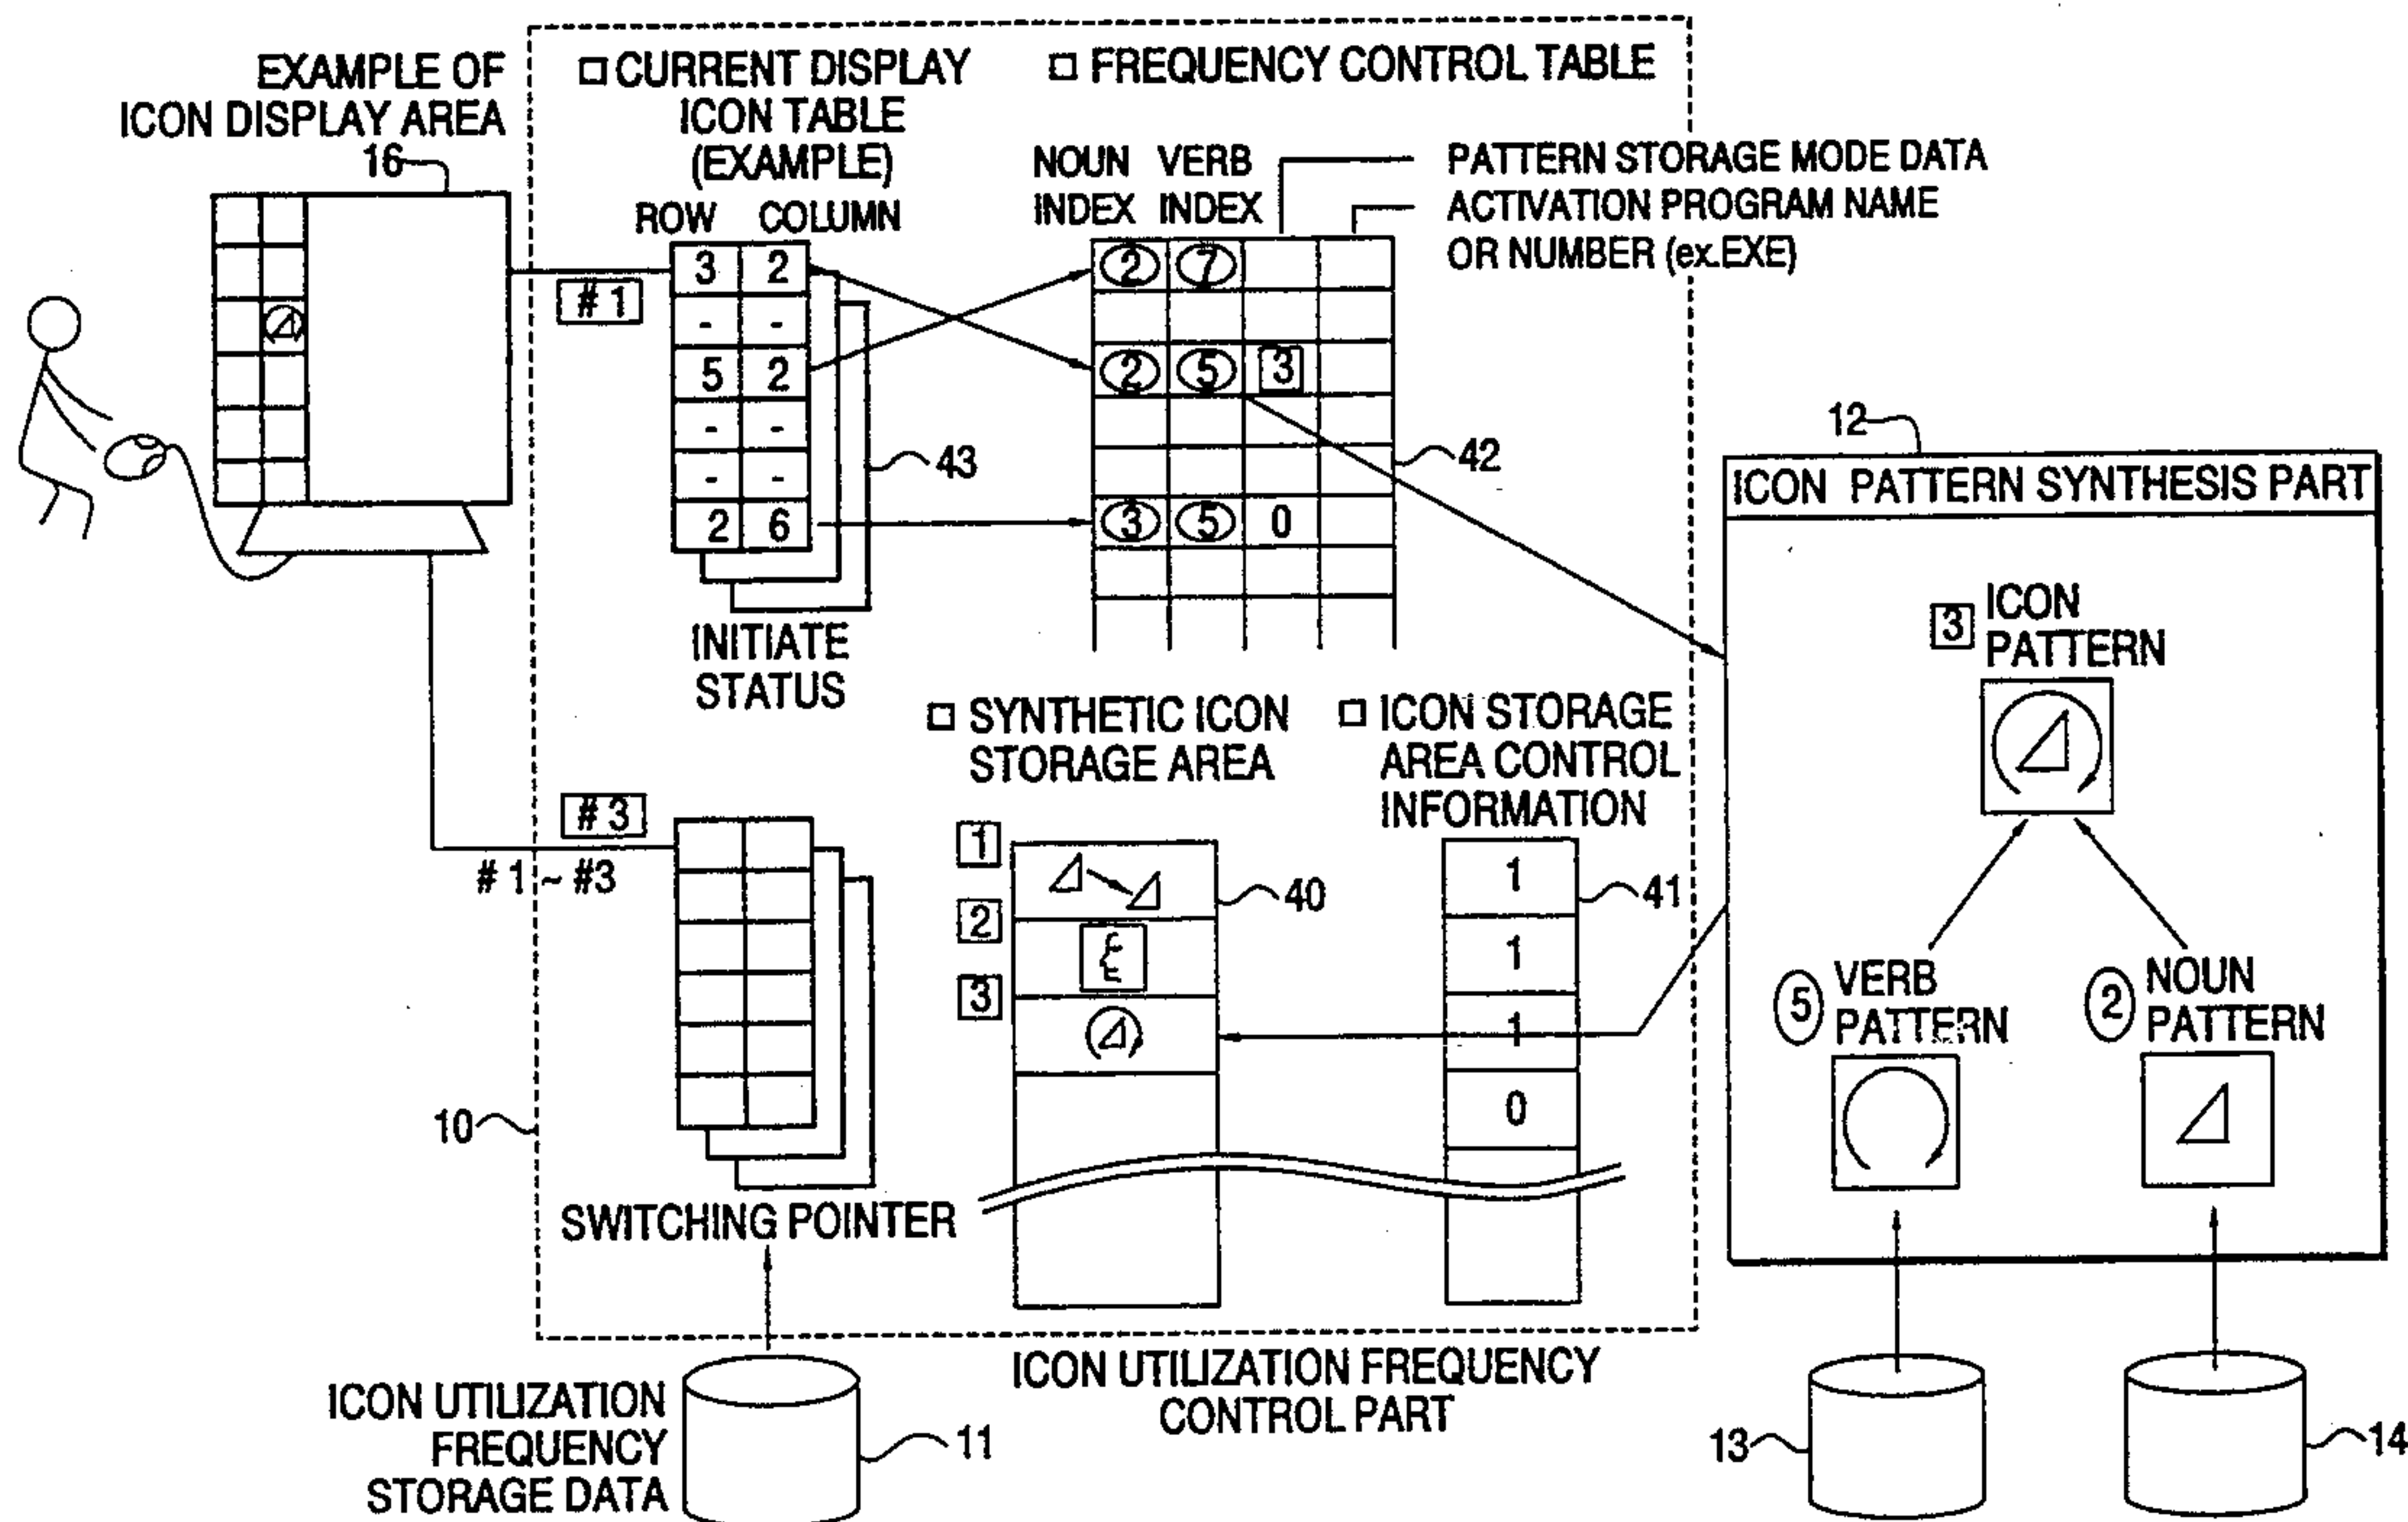 EXAMPLE OF
ICON DISPLAY AREA
16
□ CURRENT DISPLAY
ICON TABLE
(EXAMPLE)
ROW COLUMN
□ FREQUENCY CONTROL TABLE
NOUN VERB
INDEX INDEX
PATTERN STORAGE MODE DATA
ACTIVATION PROGRAM NAME
OR NUMBER (ex.EXE)
# 1
3 2
- -
5 2
- -
- -
2 6
43
INITIATE
STATUS
2 7
2 5 3
3 5 0
42
12
ICON PATTERN SYNTHESIS PART
3 ICON
PATTERN
5 VERB
PATTERN
2 NOUN
PATTERN
□ SYNTHETIC ICON
STORAGE AREA
□ ICON STORAGE
AREA CONTROL
INFORMATION
# 3
# 1 ~ #3
1
2
3
40
1
1
1
0
41
10
SWITCHING POINTER
ICON UTILIZATION FREQUENCY
CONTROL PART
ICON UTILIZATION
FREQUENCY
STORAGE DATA
11
13
14